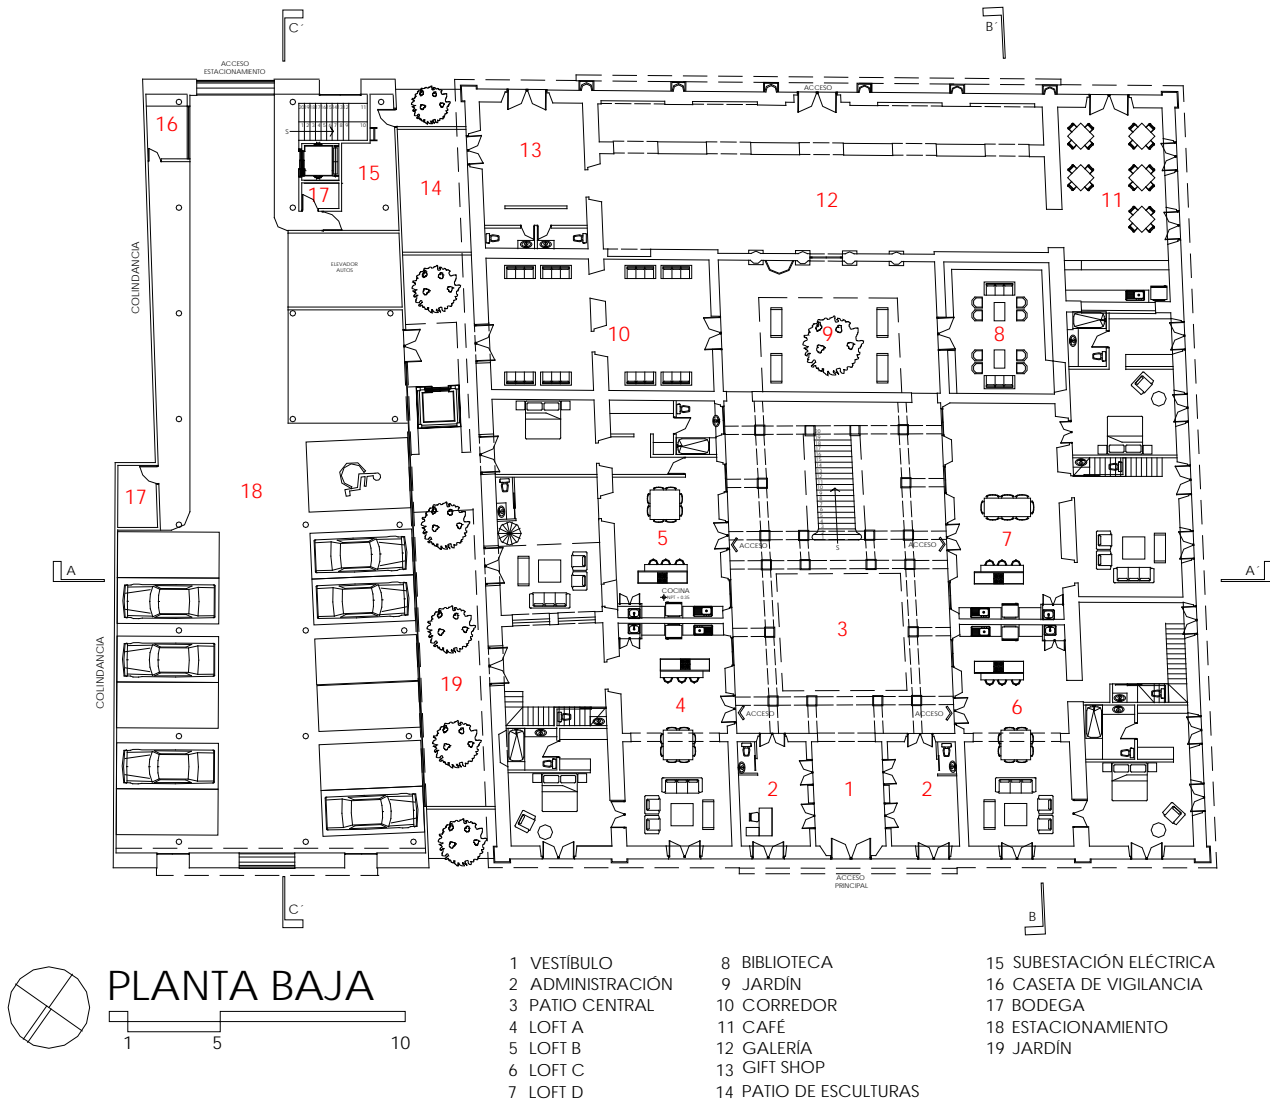 C´
B´
ACCESO
ESTACIONAMIENTO
ACCESO
16
S
13
15
14
17
12
11
COLINDANCIA
ELEVADOR
AUTOS
10
9
8
18
17
5
7
ACCESO
ACCESO
S
A
A´
COCINA
NPT + 0.05
3
COLINDANCIA
19
4
6
ACCESO
ACCESO
2
1
2
ACCESO
PRINCIPAL
C´
B
PLANTA BAJA
1 5 10
1 VESTÍBULO
2 ADMINISTRACIÓN
3 PATIO CENTRAL
4 LOFT A
5 LOFT B
6 LOFT C
7 LOFT D
8 BIBLIOTECA
9 JARDÍN
10 CORREDOR
11 CAFÉ
12 GALERÍA
13 GIFT SHOP
14 PATIO DE ESCULTURAS
15 SUBESTACIÓN ELÉCTRICA
16 CASETA DE VIGILANCIA
17 BODEGA
18 ESTACIONAMIENTO
19 JARDÍN